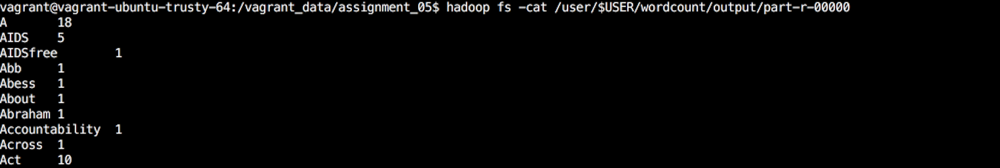 vagrant@vagrant-ubuntu-trusty-64:/vagrant_data/assignment_05$ hadoop fs -cat /user/$USER/wordcount/output/part-r-00000
A	18
AIDS	5
AIDSfree	1
Abb	1
Abess	1
About	1
Abraham	1
Accountability	1
Across	1
Act	10